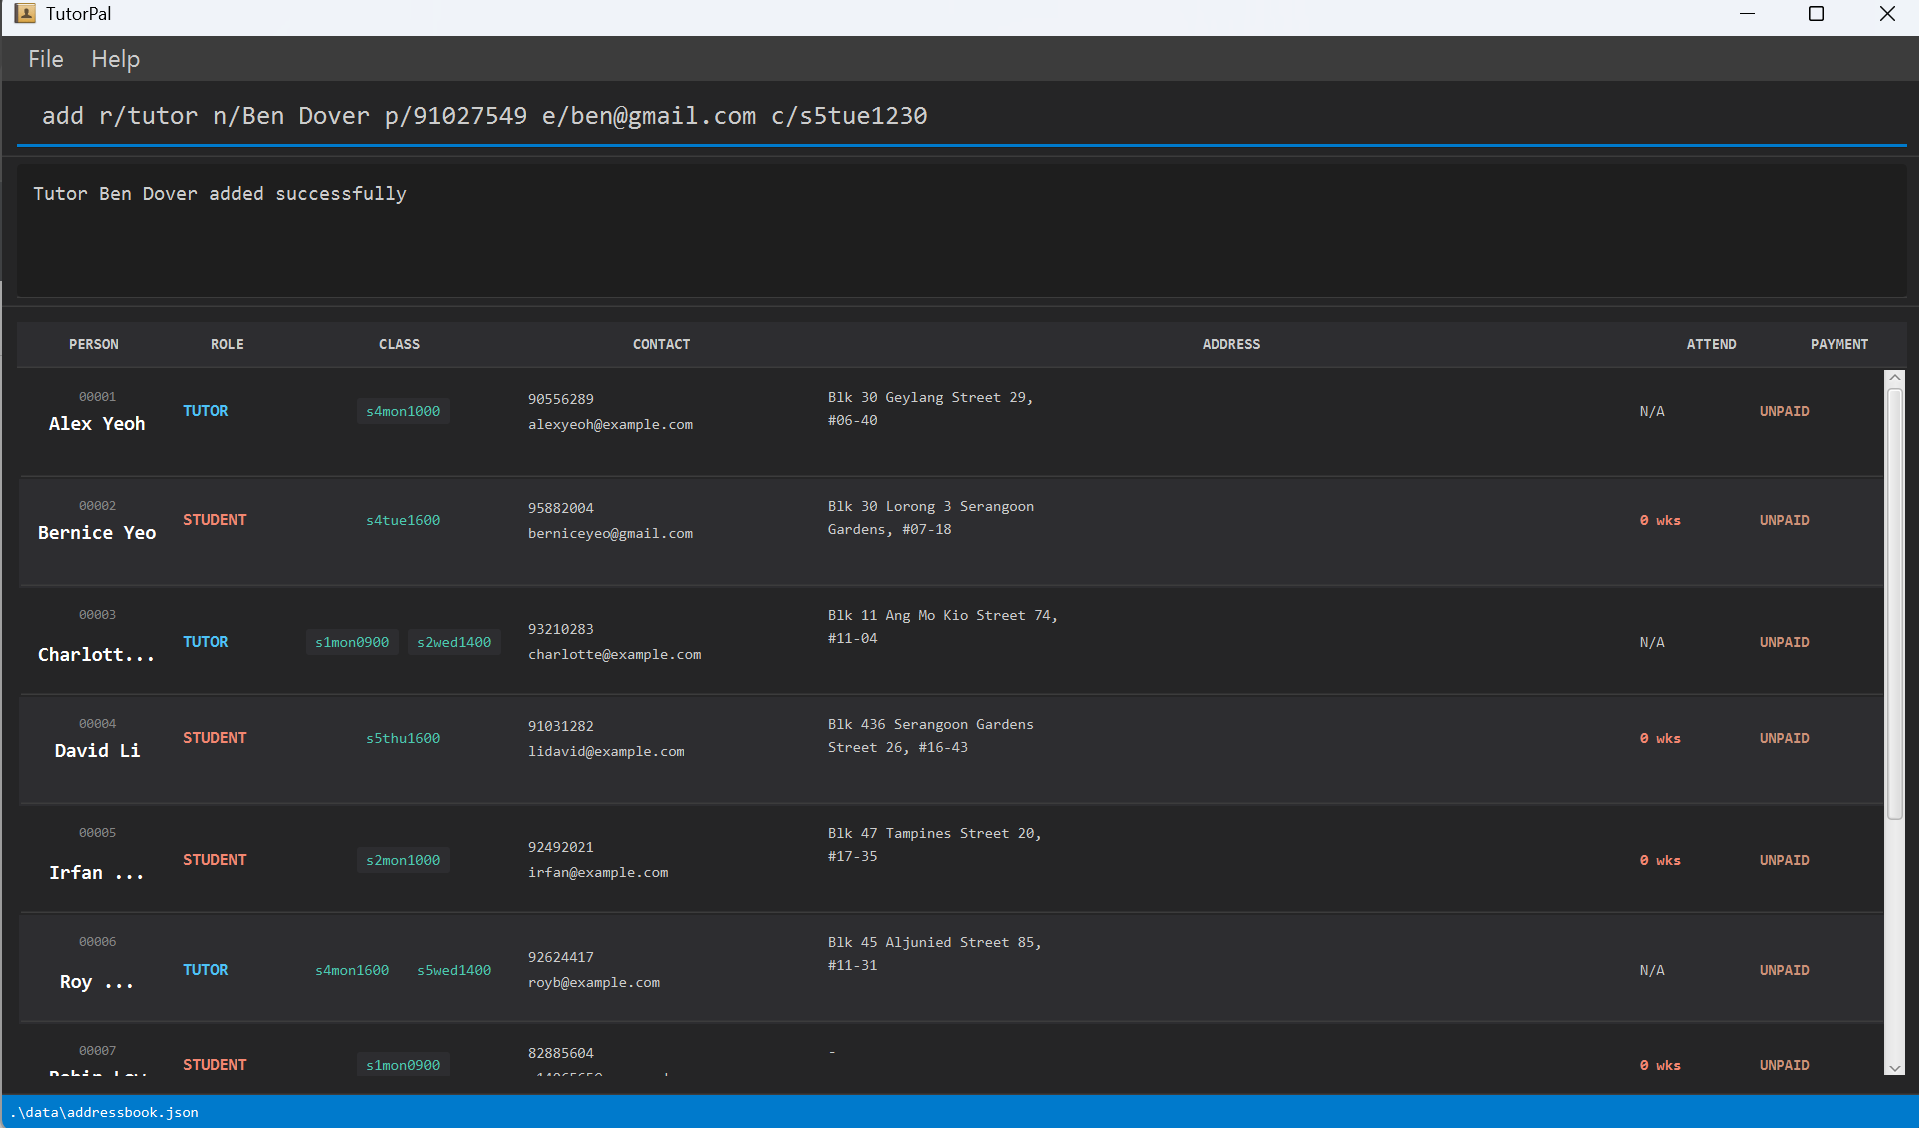 TutorPal
File Help
add r/tutor n/Ben Dover p/91027549 e/ben@gmail.com c/s5tue1230
Tutor Ben Dover added successfully
PERSON ROLE CLASS CONTACT ADDRESS ATTEND PAYMENT
00001
Alex Yeoh
TUTOR
s4mon1000
90556289
alexyeoh@example.com
Blk 30 Geylang Street 29,
#06-40
N/A
UNPAID
00002
Bernice Yeo
STUDENT
s4tue1600
95882004
berniceyeo@gmail.com
Blk 30 Lorong 3 Serangoon
Gardens, #07-18
0 wks
UNPAID
00003
Charlott...
TUTOR
s1mon0900 s2wed1400
93210283
charlotte@example.com
Blk 11 Ang Mo Kio Street 74,
#11-04
N/A
UNPAID
00004
David Li
STUDENT
s5thu1600
91031282
lidavid@example.com
Blk 436 Serangoon Gardens
Street 26, #16-43
0 wks
UNPAID
00005
Irfan ...
STUDENT
s2mon1000
92492021
irfan@example.com
Blk 47 Tampines Street 20,
#17-35
0 wks
UNPAID
00006
Roy ...
TUTOR
s4mon1600 s5wed1400
92624417
royb@example.com
Blk 45 Aljunied Street 85,
#11-31
N/A
UNPAID
00007
STUDENT
s1mon0900
82885604
-
0 wks
UNPAID
.\data\addressbook.json